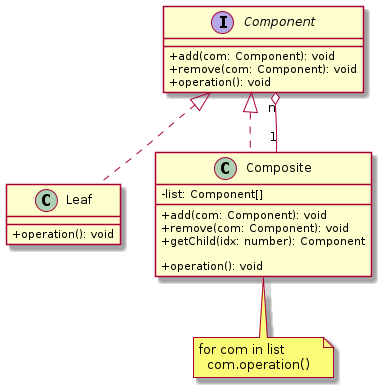 I Component
+add(com: Component): void
+remove(com: Component): void
+operation(): void
n
1
C Leaf
+operation(): void
C Composite
-list: Component[]
+add(com: Component): void
+remove(com: Component): void
+getChild(idx: number): Component
+operation(): void
for com in list
com.operation()